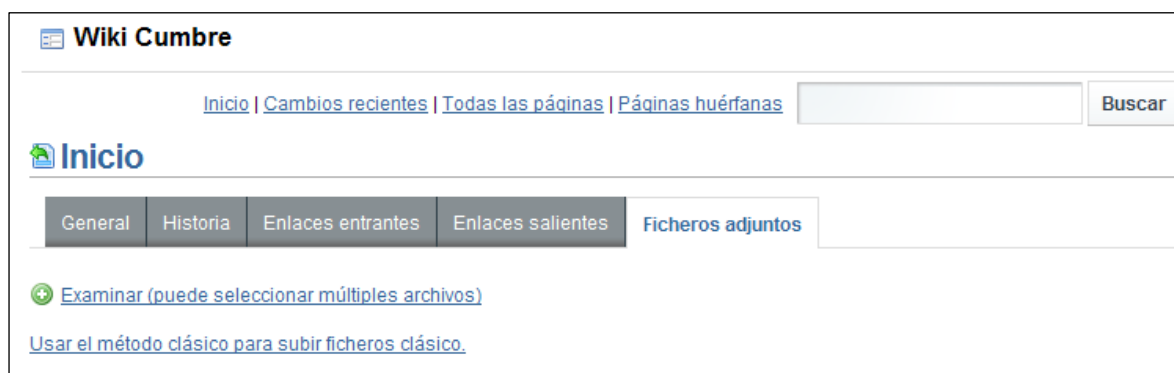 Wiki Cumbre
Inicio | Cambios recientes | Todas las páginas | Páginas huérfanas Buscar
Inicio
General Historia Enlaces entrantes Enlaces salientes Ficheros adjuntos
Examinar (puede seleccionar múltiples archivos)
Usar el método clásico para subir ficheros clásico.